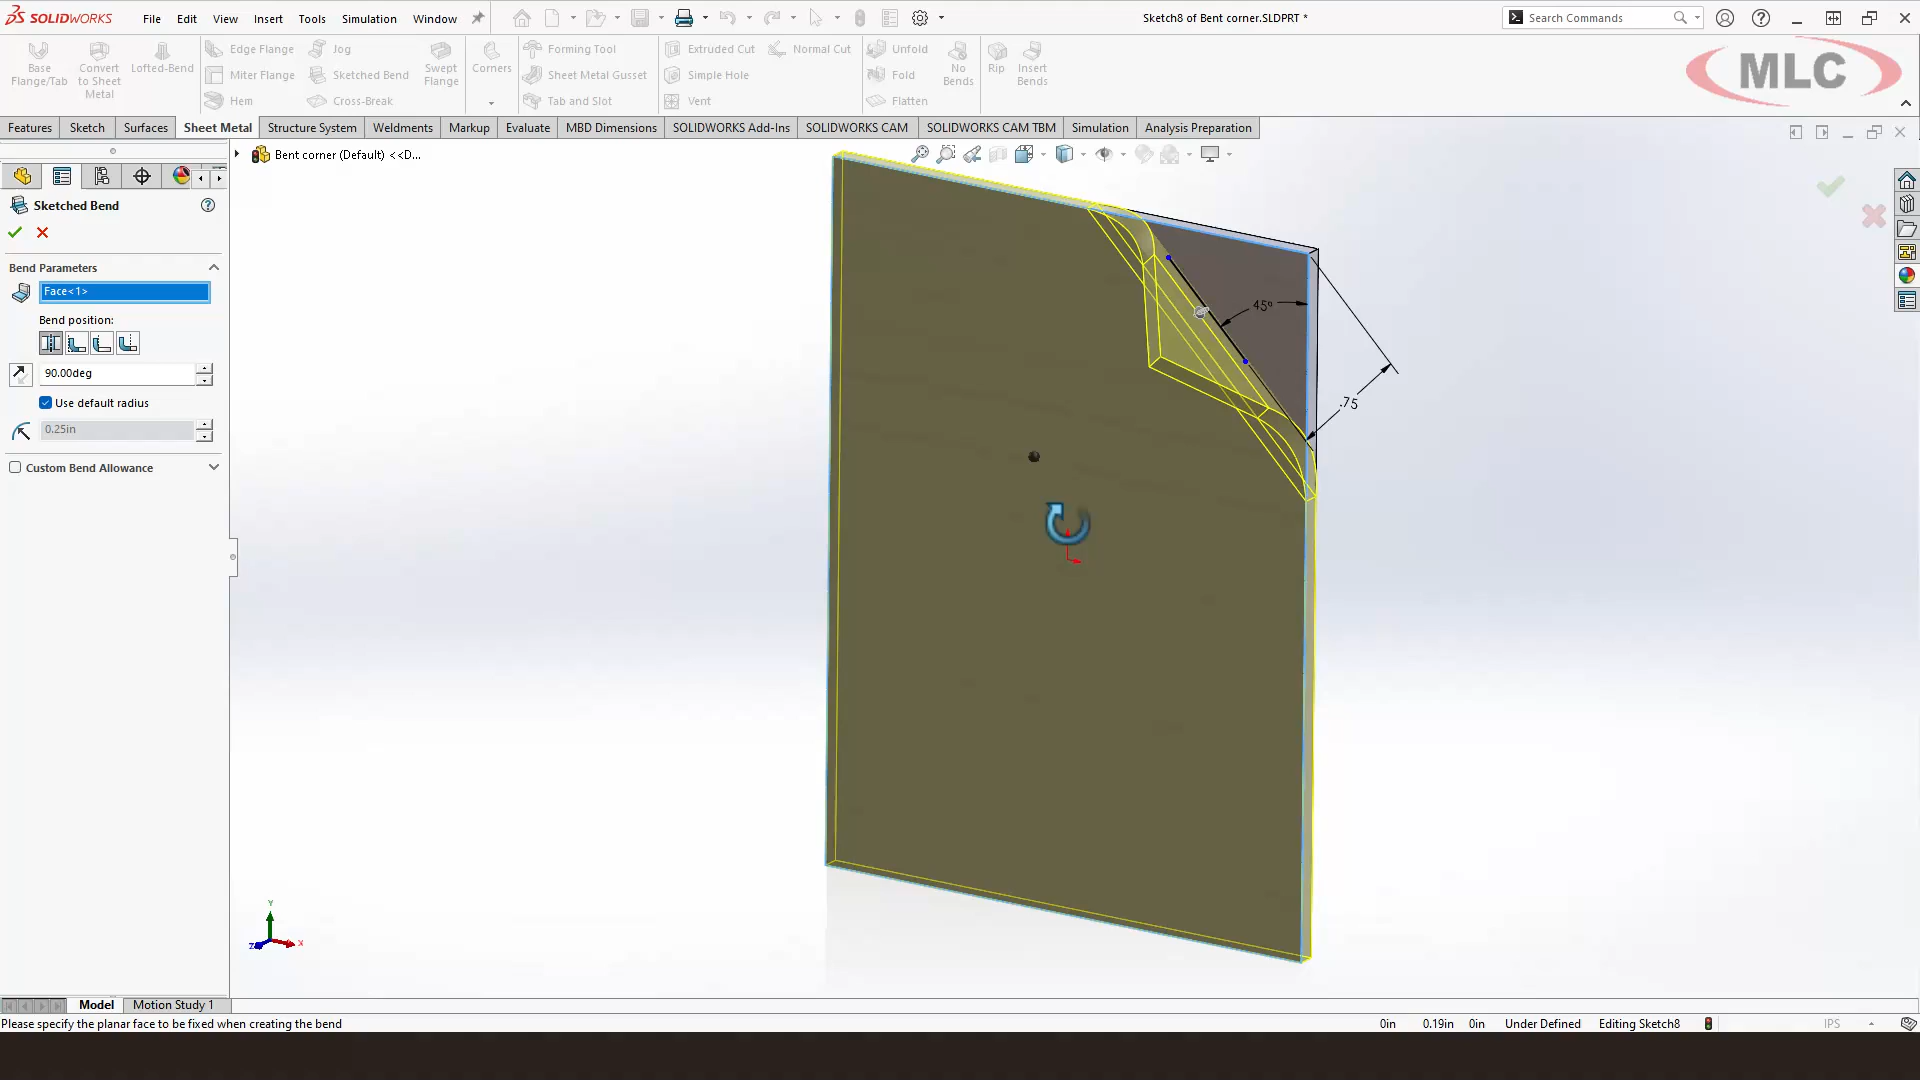 SOLIDWORKS
File Edit View Insert Tools Simulation Window
Sketch8 of Bent corner.SLDPRT *
Search Commands
Base Flange/Tab
Convert to Sheet Metal
Lofted-Bend
Edge Flange
Miter Flange
Hem
Jog
Sketched Bend
Cross-Break
Swept Flange
Corners
Forming Tool
Sheet Metal Gusset
Tab and Slot
Extruded Cut
Simple Hole
Vent
Normal Cut
Unfold
Fold
Flatten
No Bends
Rip
Insert Bends
MLC
Features Sketch Surfaces Sheet Metal Structure System Weldments Markup Evaluate MBD Dimensions SOLIDWORKS Add-Ins SOLIDWORKS CAM SOLIDWORKS CAM TBM Simulation Analysis Preparation
Bent corner (Default) <<D...
Sketched Bend
Bend Parameters
Face<1>
Bend position:
90.00deg
Use default radius
0.25in
Custom Bend Allowance
45°
.75
Y
Z
X
Model Motion Study 1
Please specify the planar face to be fixed when creating the bend
0in 0.19in 0in Under Defined Editing Sketch8 IPS